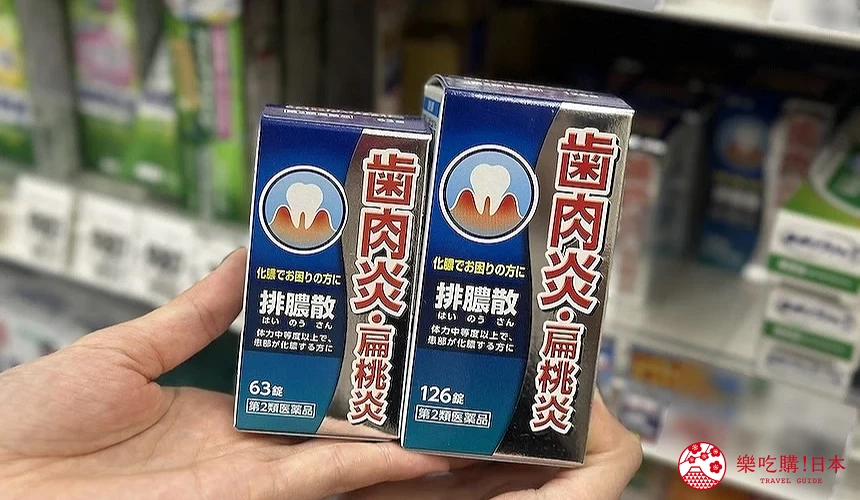 歯肉炎・扁桃炎
化膿でお困りの方に
排膿散
はいのうさん
体力中等度以上で、
患部が化膿する方に
63錠
第2類医薬品
歯肉炎・扁桃炎
化膿でお困りの方に
排膿散
はいのうさん
体力中等度以上で、
患部が化膿する方に
126錠
第2類医薬品
樂吃購!日本
TRAVEL GUIDE